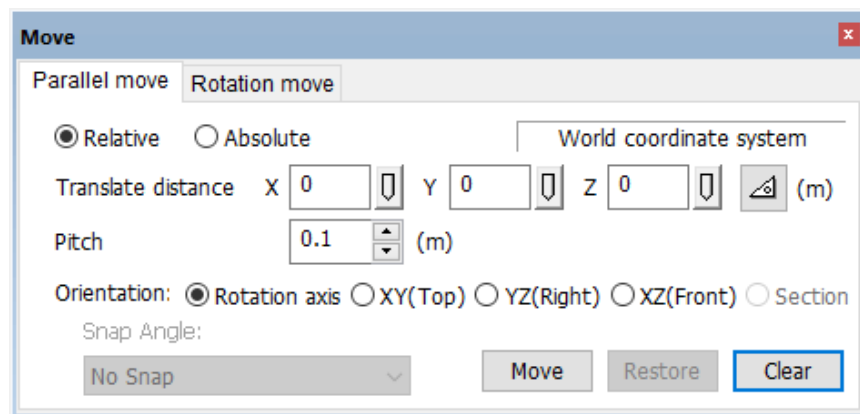 Move
x
Parallel move Rotation move
Relative Absolute World coordinate system
Translate distance X 0 Y 0 Z 0 (m)
Pitch 0.1 (m)
Orientation: Rotation axis XY(Top) YZ(Right) XZ(Front) Section
Snap Angle:
No Snap Move Restore Clear